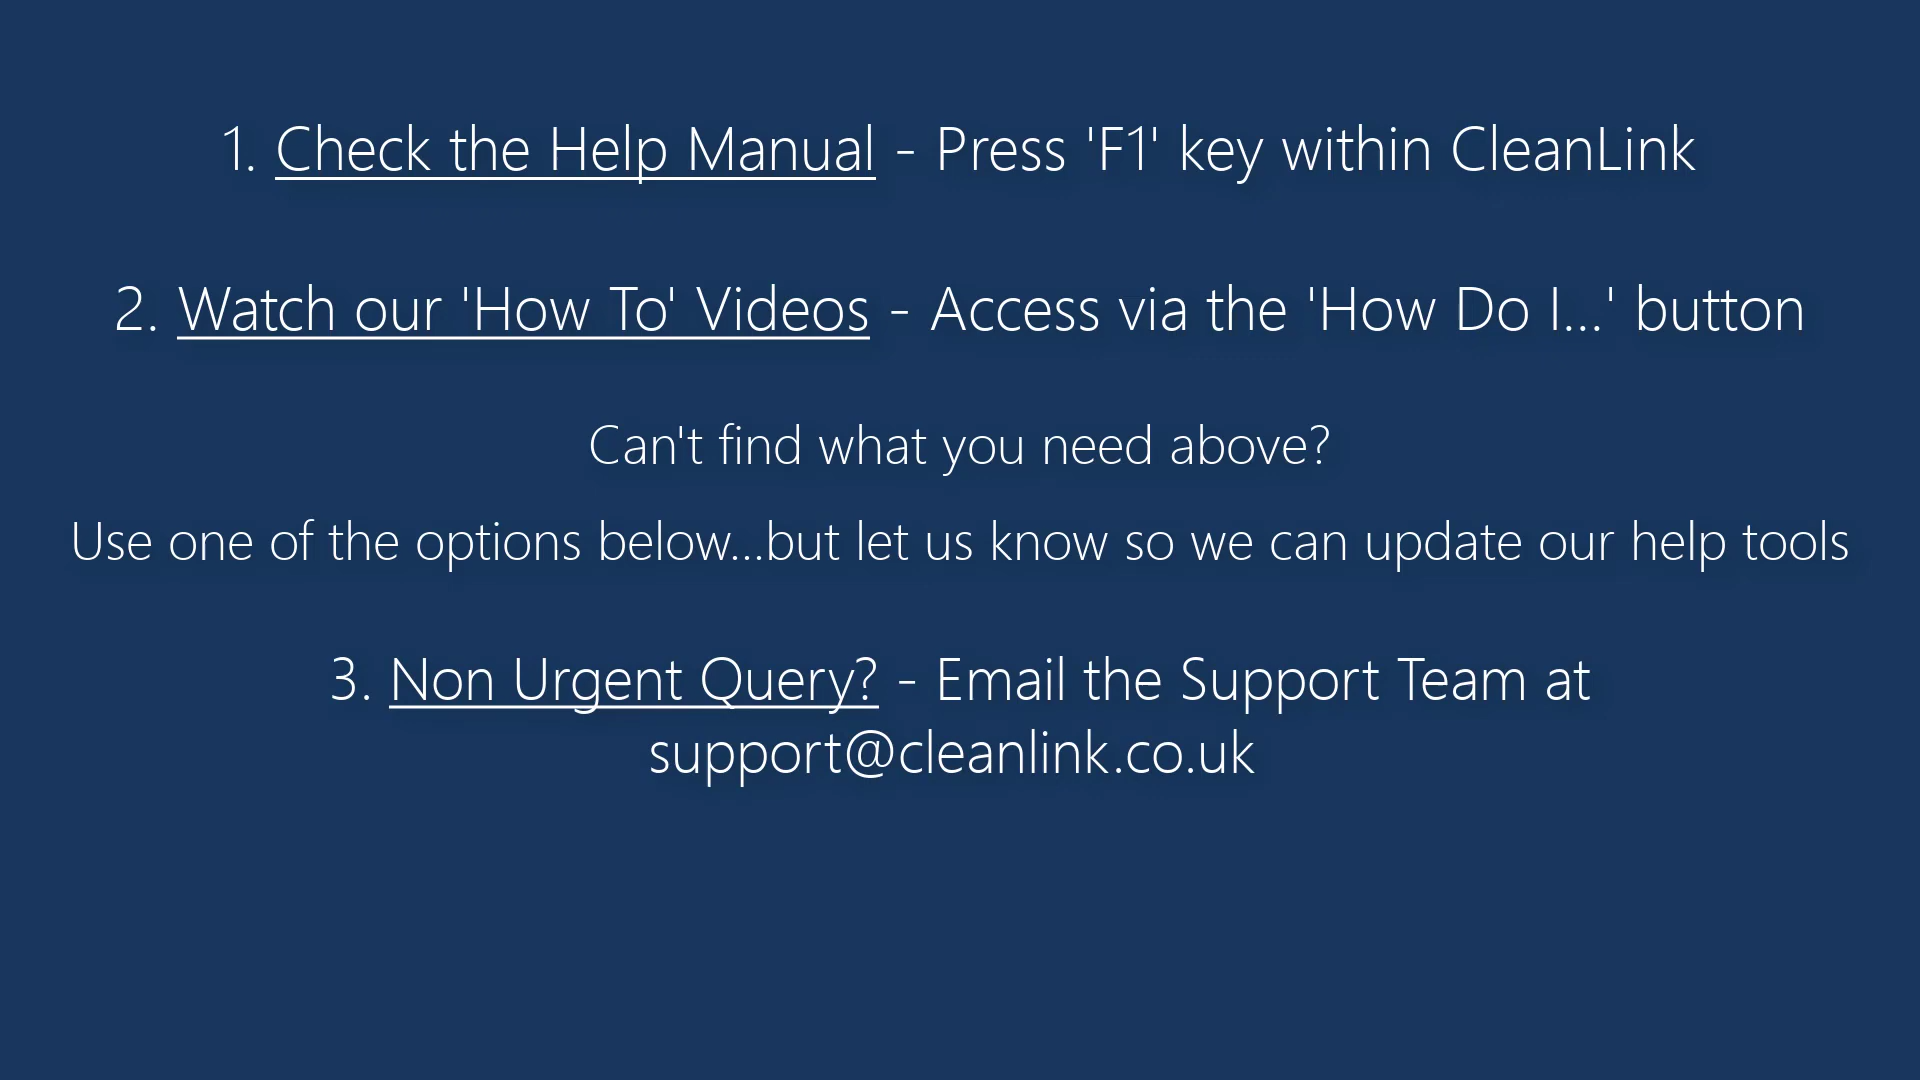 1. Check the Help Manual - Press 'F1' key within CleanLink
2. Watch our 'How To' Videos - Access via the 'How Do I...' button
Can't find what you need above?
Use one of the options below...but let us know so we can update our help tools
3. Non Urgent Query? - Email the Support Team at
support@cleanlink.co.uk